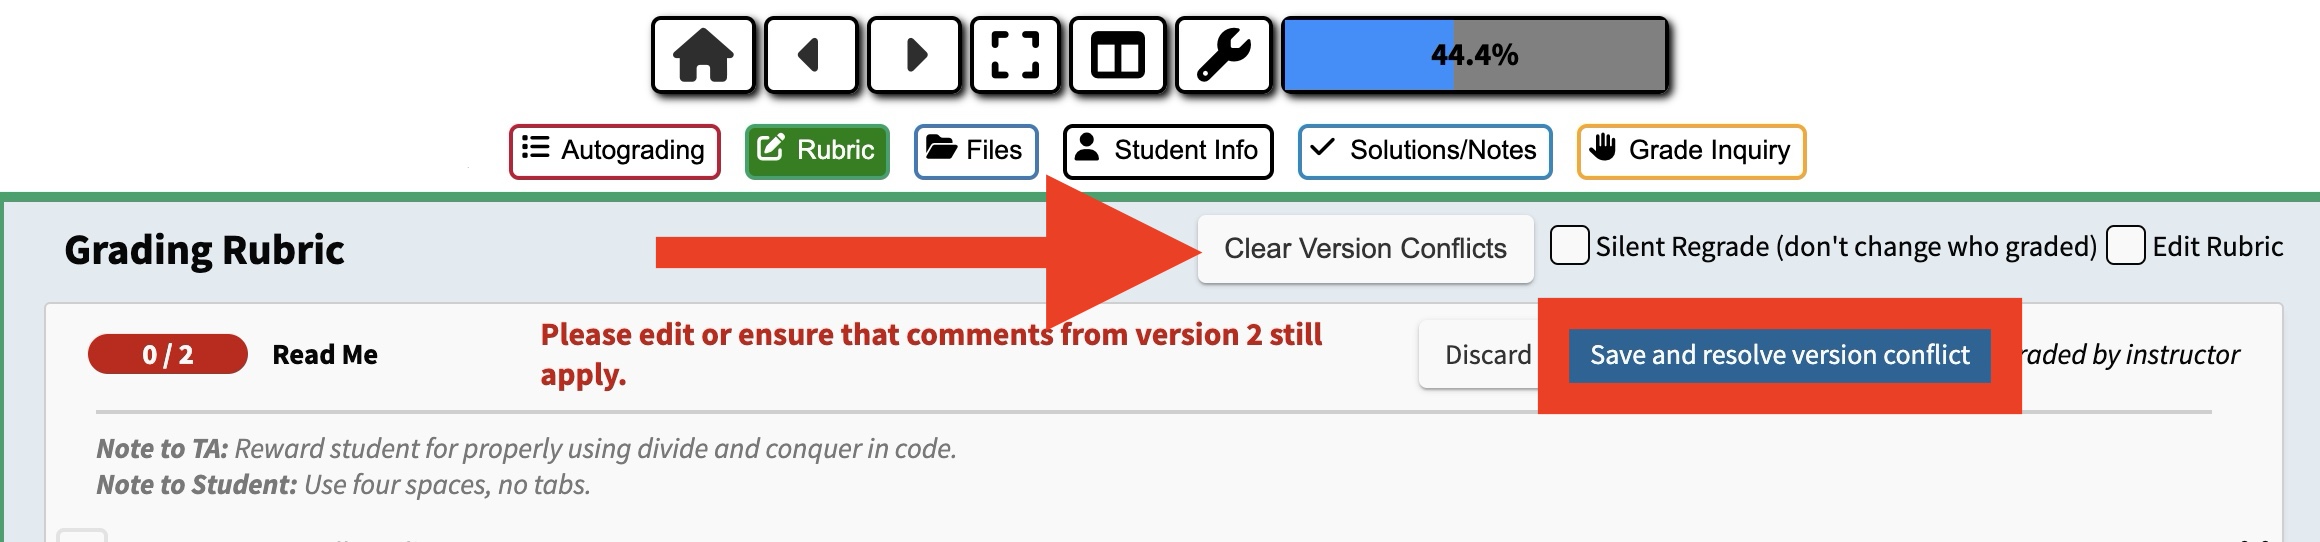 44.4%
Autograding Rubric Files Student Info Solutions/Notes Grade Inquiry
Grading Rubric Clear Version Conflicts Silent Regrade (don't change who graded) Edit Rubric
0 / 2 Read Me Please edit or ensure that comments from version 2 still Discard Save and resolve version conflict raded by instructor
apply.
Note to TA: Reward student for properly using divide and conquer in code.
Note to Student: Use four spaces, no tabs.